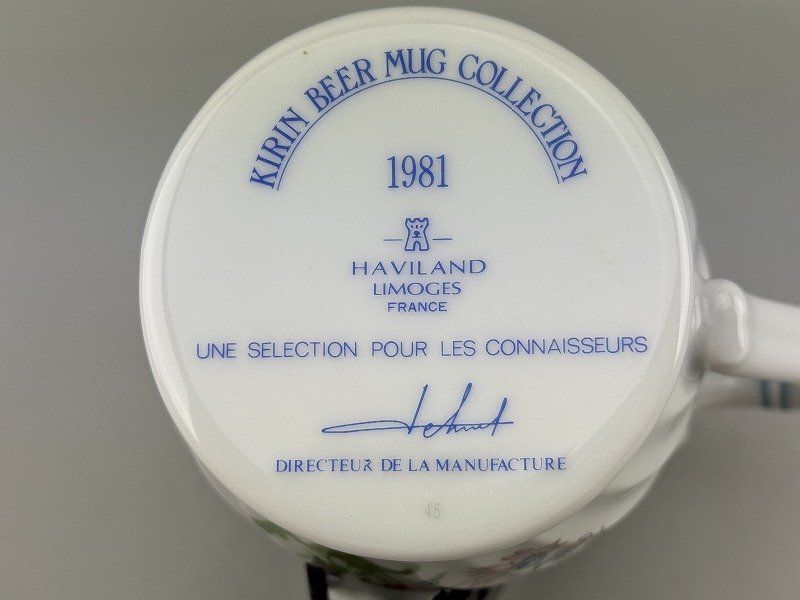 KIRIN BEER MUG COLLECTION
1981
HAVILAND
LIMOGES
FRANCE
UNE SELECTION POUR LES CONNAISSEURS
DIRECTEUR DE LA MANUFACTURE
45